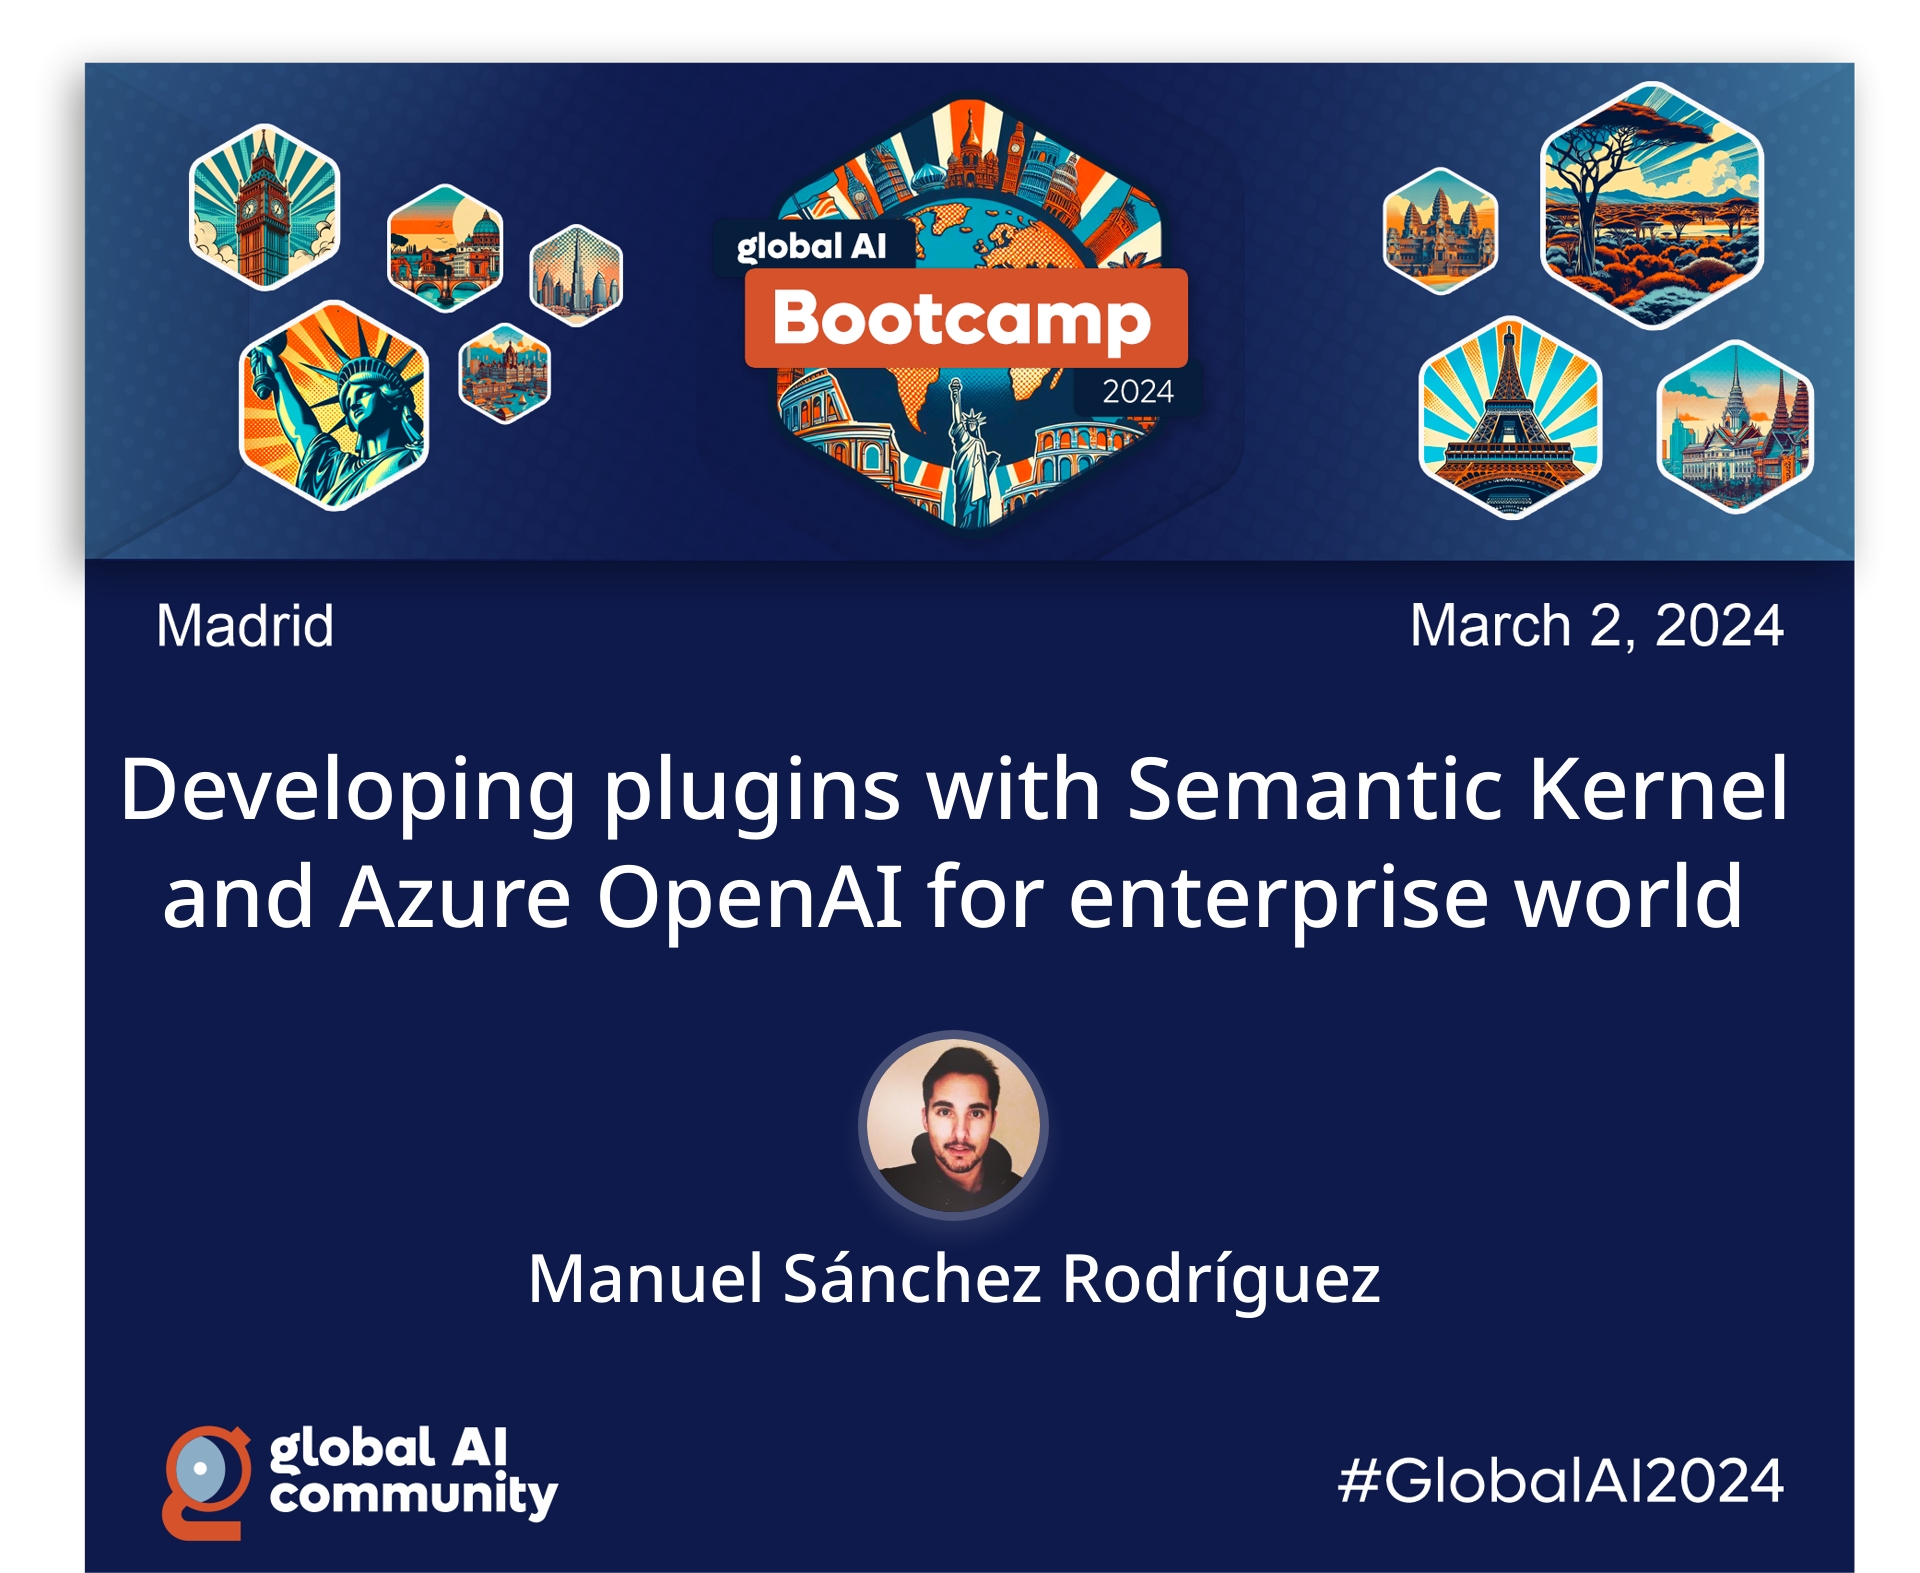 global AI
Bootcamp
2024
Madrid
March 2, 2024
Developing plugins with Semantic Kernel
and Azure OpenAI for enterprise world
Manuel Sánchez Rodríguez
global AI
community
#GlobalAI2024